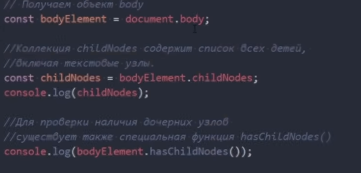 // Получаем объект body
const bodyElement = document.body;
//Коллекция childNodes содержит список всех детей,
//включая текстовые узлы.
const childNodes = bodyElement.childNodes;
console.log(childNodes);
//Для проверки наличия дочерних узлов
//существует также специальная функция hasChildNodes()
console.log(bodyElement.hasChildNodes());